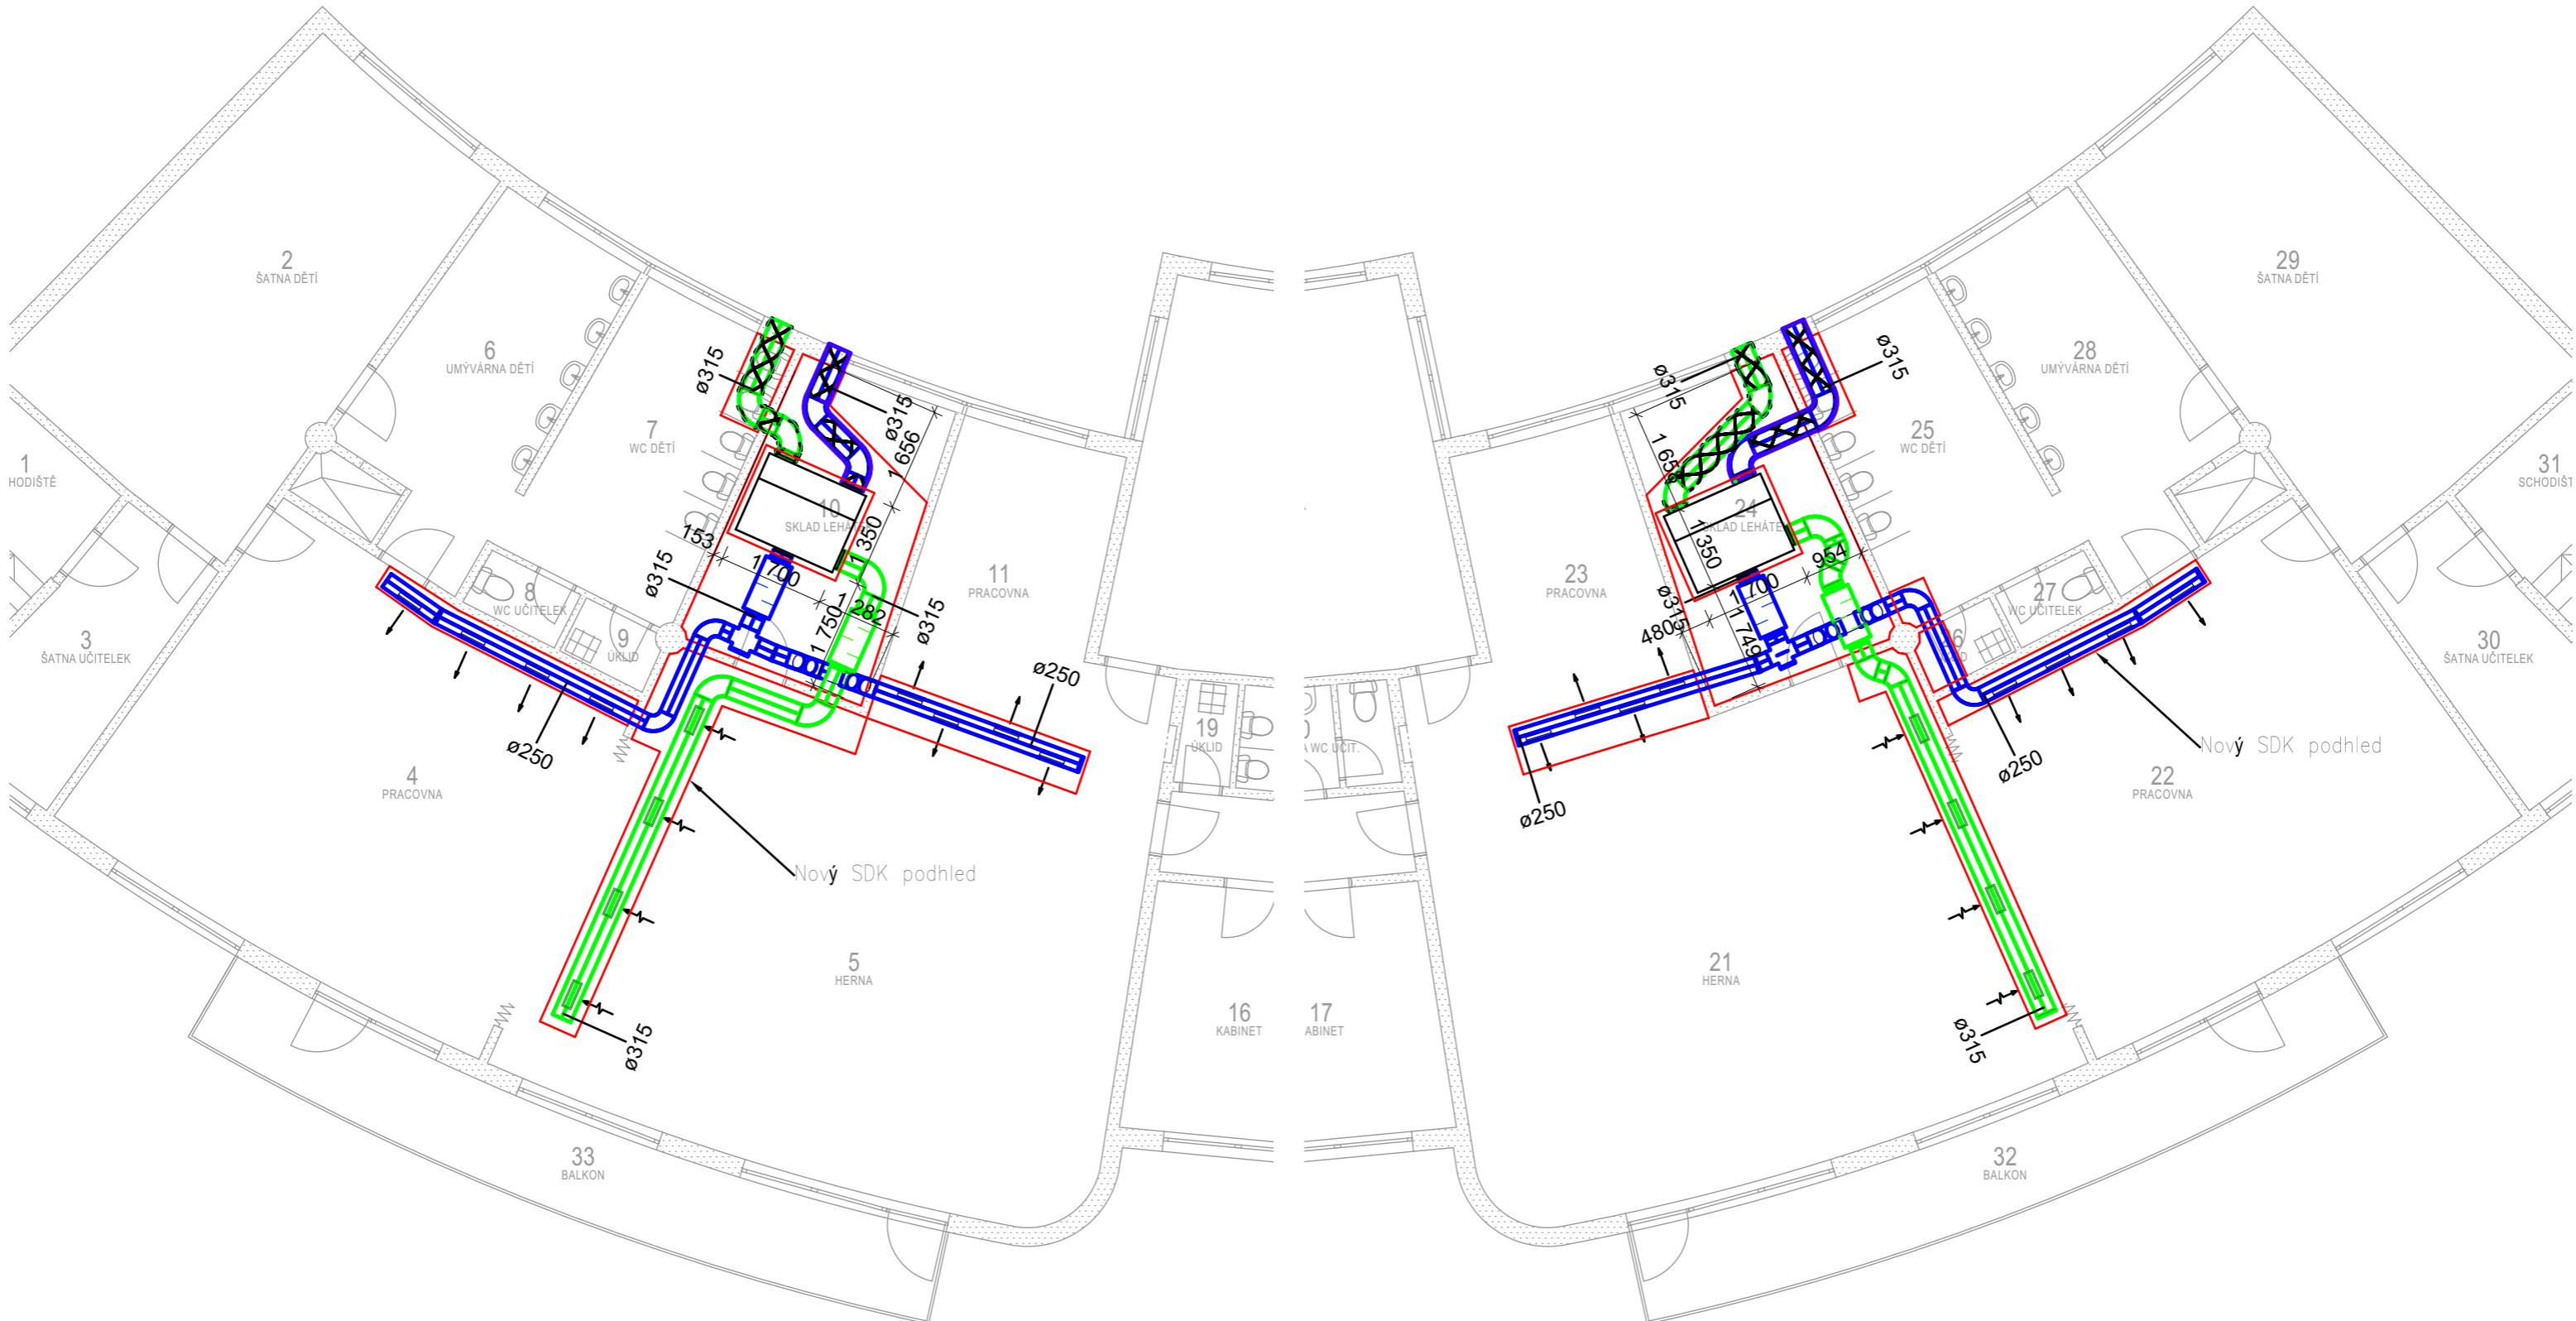 2
ŠATNA DĚTÍ
6
UMÝVÁRNA DĚTÍ
7
WC DĚTÍ
1
HODIŠTĚ
3
ŠATNA UČITELEK
8
WC UČITELEK
9
ÚKLID
10
SKLAD LEHÁ
11
PRACOVNA
4
PRACOVNA
5
HERNA
33
BALKON
16
KABINET
19
ÚKLID
ø315
ø315
1 656
1 350
153
1 700
ø315
1 282
1 750
ø315
ø250
ø250
ø315
Nový SDK podhled
29
ŠATNA DĚTÍ
28
UMÝVÁRNA DĚTÍ
25
WC DĚTÍ
31
SCHODIŠT
30
ŠATNA UČITELEK
27
WC UČITELEK
24
SKLAD LEHÁTE
23
PRACOVNA
22
PRACOVNA
21
HERNA
32
BALKON
17
ABINET
WC UČIT.
ø315
ø315
1 350
954
1 700
ø315
480
1 749
ø250
ø250
ø315
Nový SDK podhled